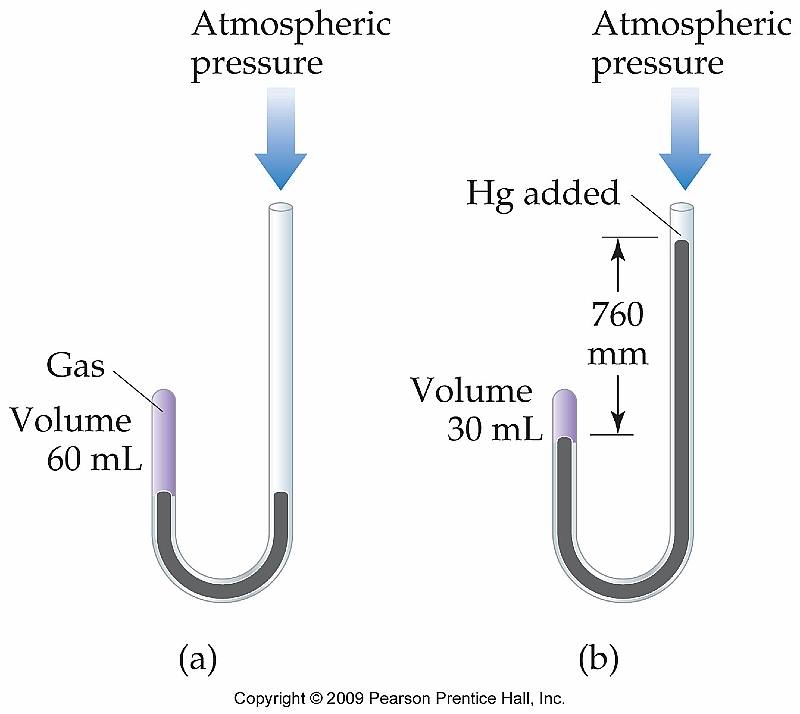 Atmospheric
pressure
Atmospheric
pressure
Hg added
760
mm
Gas
Volume
60 mL
Volume
30 mL
(a)
(b)
Copyright © 2009 Pearson Prentice Hall, Inc.